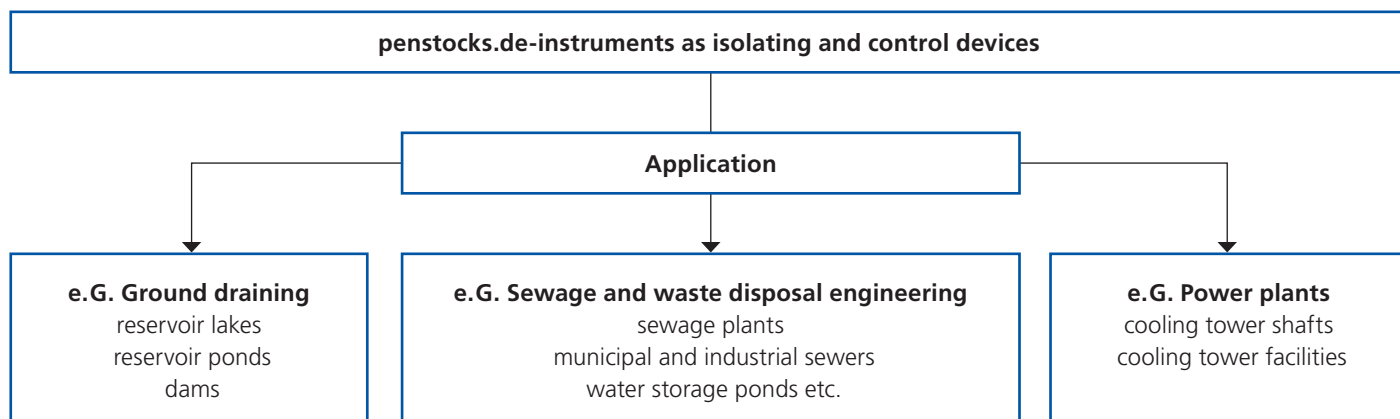 penstocks.de-instruments as isolating and control devices
Application
e.G. Ground draining
reservoir lakes
reservoir ponds
dams
e.G. Sewage and waste disposal engineering
sewage plants
municipal and industrial sewers
water storage ponds etc.
e.G. Power plants
cooling tower shafts
cooling tower facilities